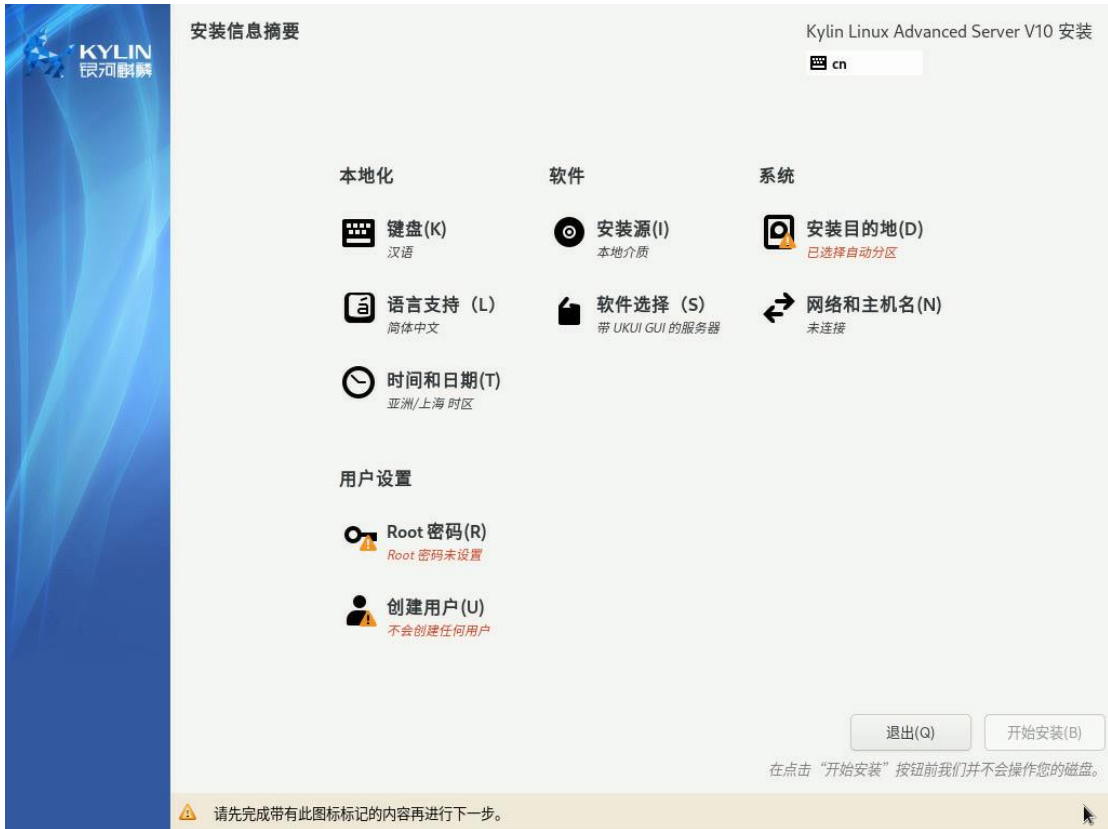 KYLIN
银河麒麟
安装信息摘要
Kylin Linux Advanced Server V10 安装
cn
本地化
键盘(K)
汉语
语言支持（L）
简体中文
时间和日期(T)
亚洲/上海 时区
软件
安装源(I)
本地介质
软件选择（S）
带 UKUI GUI 的服务器
系统
安装目的地(D)
已选择自动分区
网络和主机名(N)
未连接
用户设置
Root 密码(R)
Root 密码未设置
创建用户(U)
不会创建任何用户
退出(Q)
开始安装(B)
在点击“开始安装”按钮前我们并不会操作您的磁盘。
请先完成带有此图标标记的内容再进行下一步。